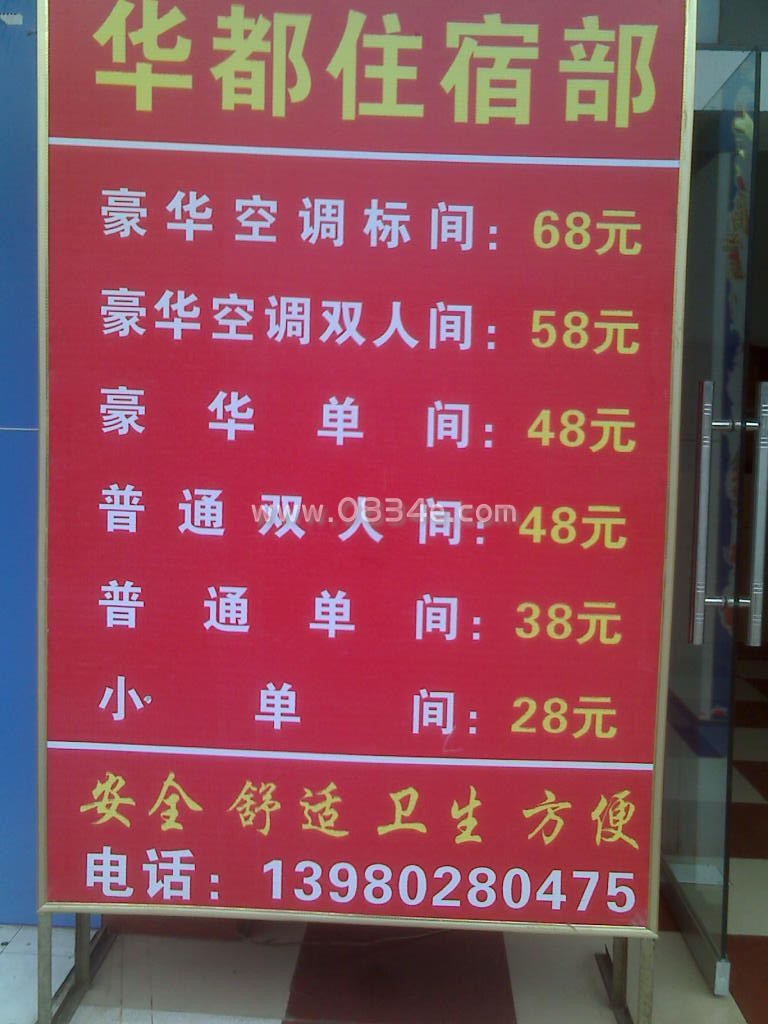 华都住宿部
豪华空调标间：68元
豪华空调双人间：58元
豪华单间：48元
普通双人间：48元
www.0834e.com
普通单间：38元
小单间：28元
安全 舒适 卫生 方便
电话：13980280475